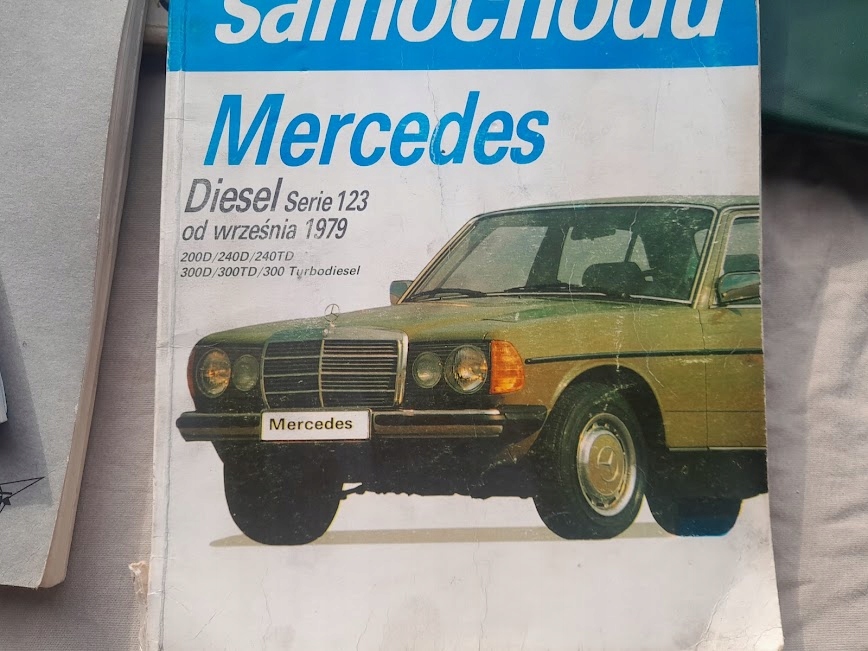 samochodu
Mercedes
Diesel Serie 123
od września 1979
200D/240D/240TD
300D/300TD/300 Turbodiesel
Mercedes